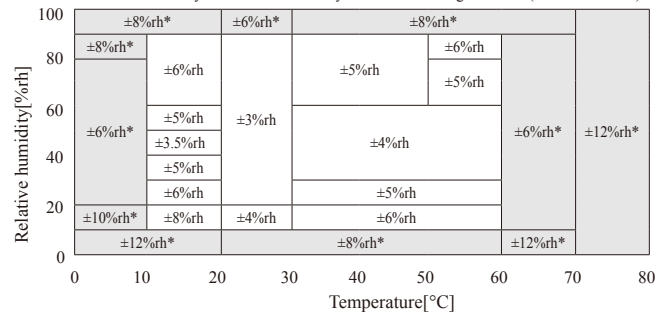 100
±8%rh*
±6%rh*
±8%rh*
±8%rh*
±6%rh
±5%rh
±6%rh
80
±5%rh
60
±6%rh*
±5%rh
±3%rh
±4%rh
±6%rh*
±12%rh*
±3.5%rh
40
±5%rh
±6%rh
±5%rh
20
±10%rh*
±8%rh
±4%rh
±6%rh
±12%rh*
±8%rh*
±12%rh*
0
0
10
20
30
40
50
60
70
80
Relative humidity[%rh]
Temperature[°C]